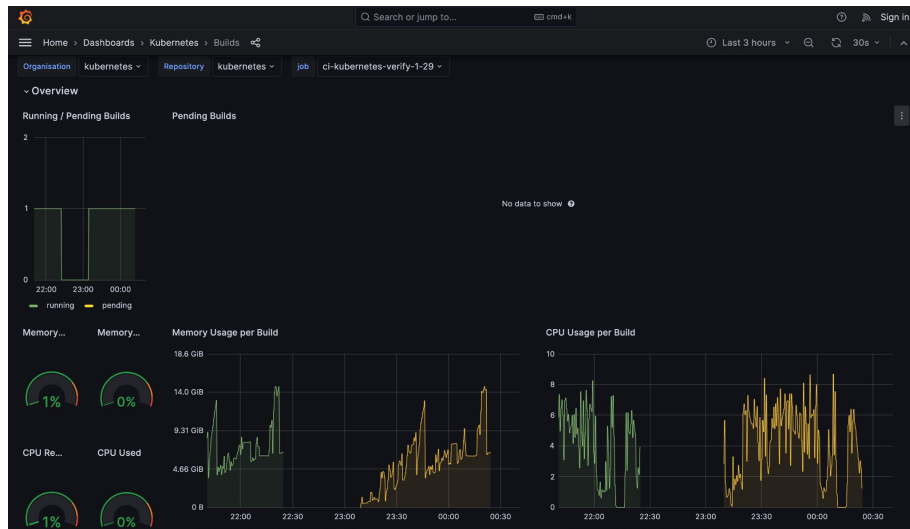 Search or jump to... cmd+k Sign in
Home › Dashboards › Kubernetes › Builds Last 3 hours 30s
Organisation kubernetes Repository kubernetes job ci-kubernetes-verify-1-29
Overview
Running / Pending Builds
2
1
0
22:00 23:00 00:00
running pending
Pending Builds
No data to show
Memory...
1%
Memory...
0%
CPU Re...
1%
CPU Used
0%
Memory Usage per Build
18.6 GiB
14.0 GiB
9.31 GiB
4.66 GiB
0 B
22:00 22:30 23:00 23:30 00:00 00:30
CPU Usage per Build
10
8
6
4
2
0
22:00 22:30 23:00 23:30 00:00 00:30